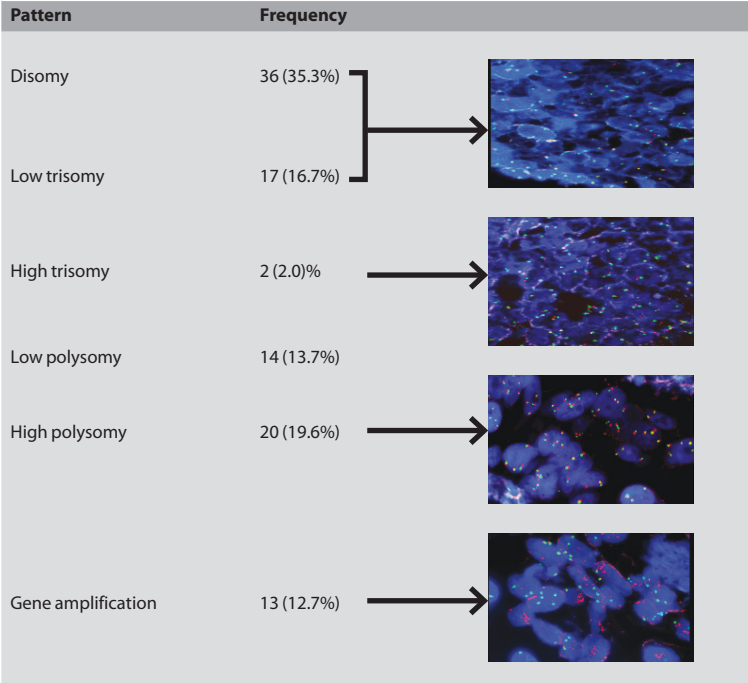 Pattern Frequency
Disomy 36 (35.3%)
Low trisomy 17 (16.7%)
High trisomy 2 (2.0)%
Low polysomy 14 (13.7%)
High polysomy 20 (19.6%)
Gene amplification 13 (12.7%)